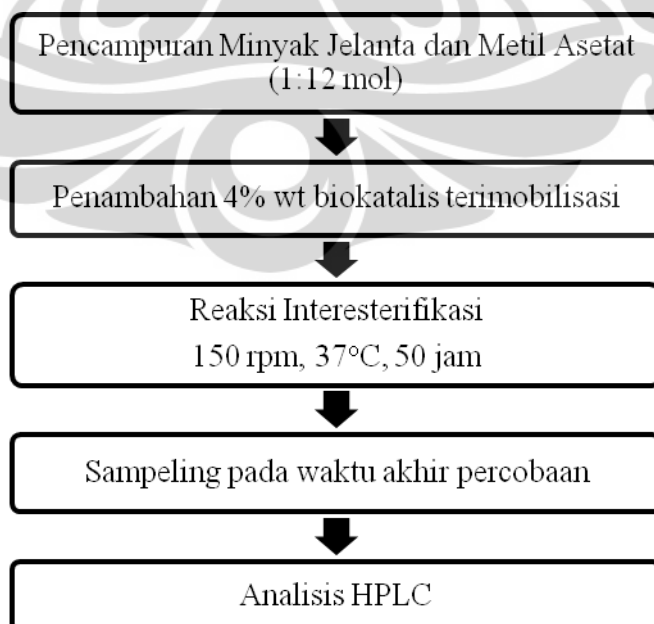 Pencampuran Minyak Jelanta dan Metil Asetat
(1:12 mol)
Penambahan 4% wt biokatalis terimobilisasi
Reaksi Interesterifikasi
150 rpm, 37°C, 50 jam
Sampeling pada waktu akhir percobaan
Analisis HPLC